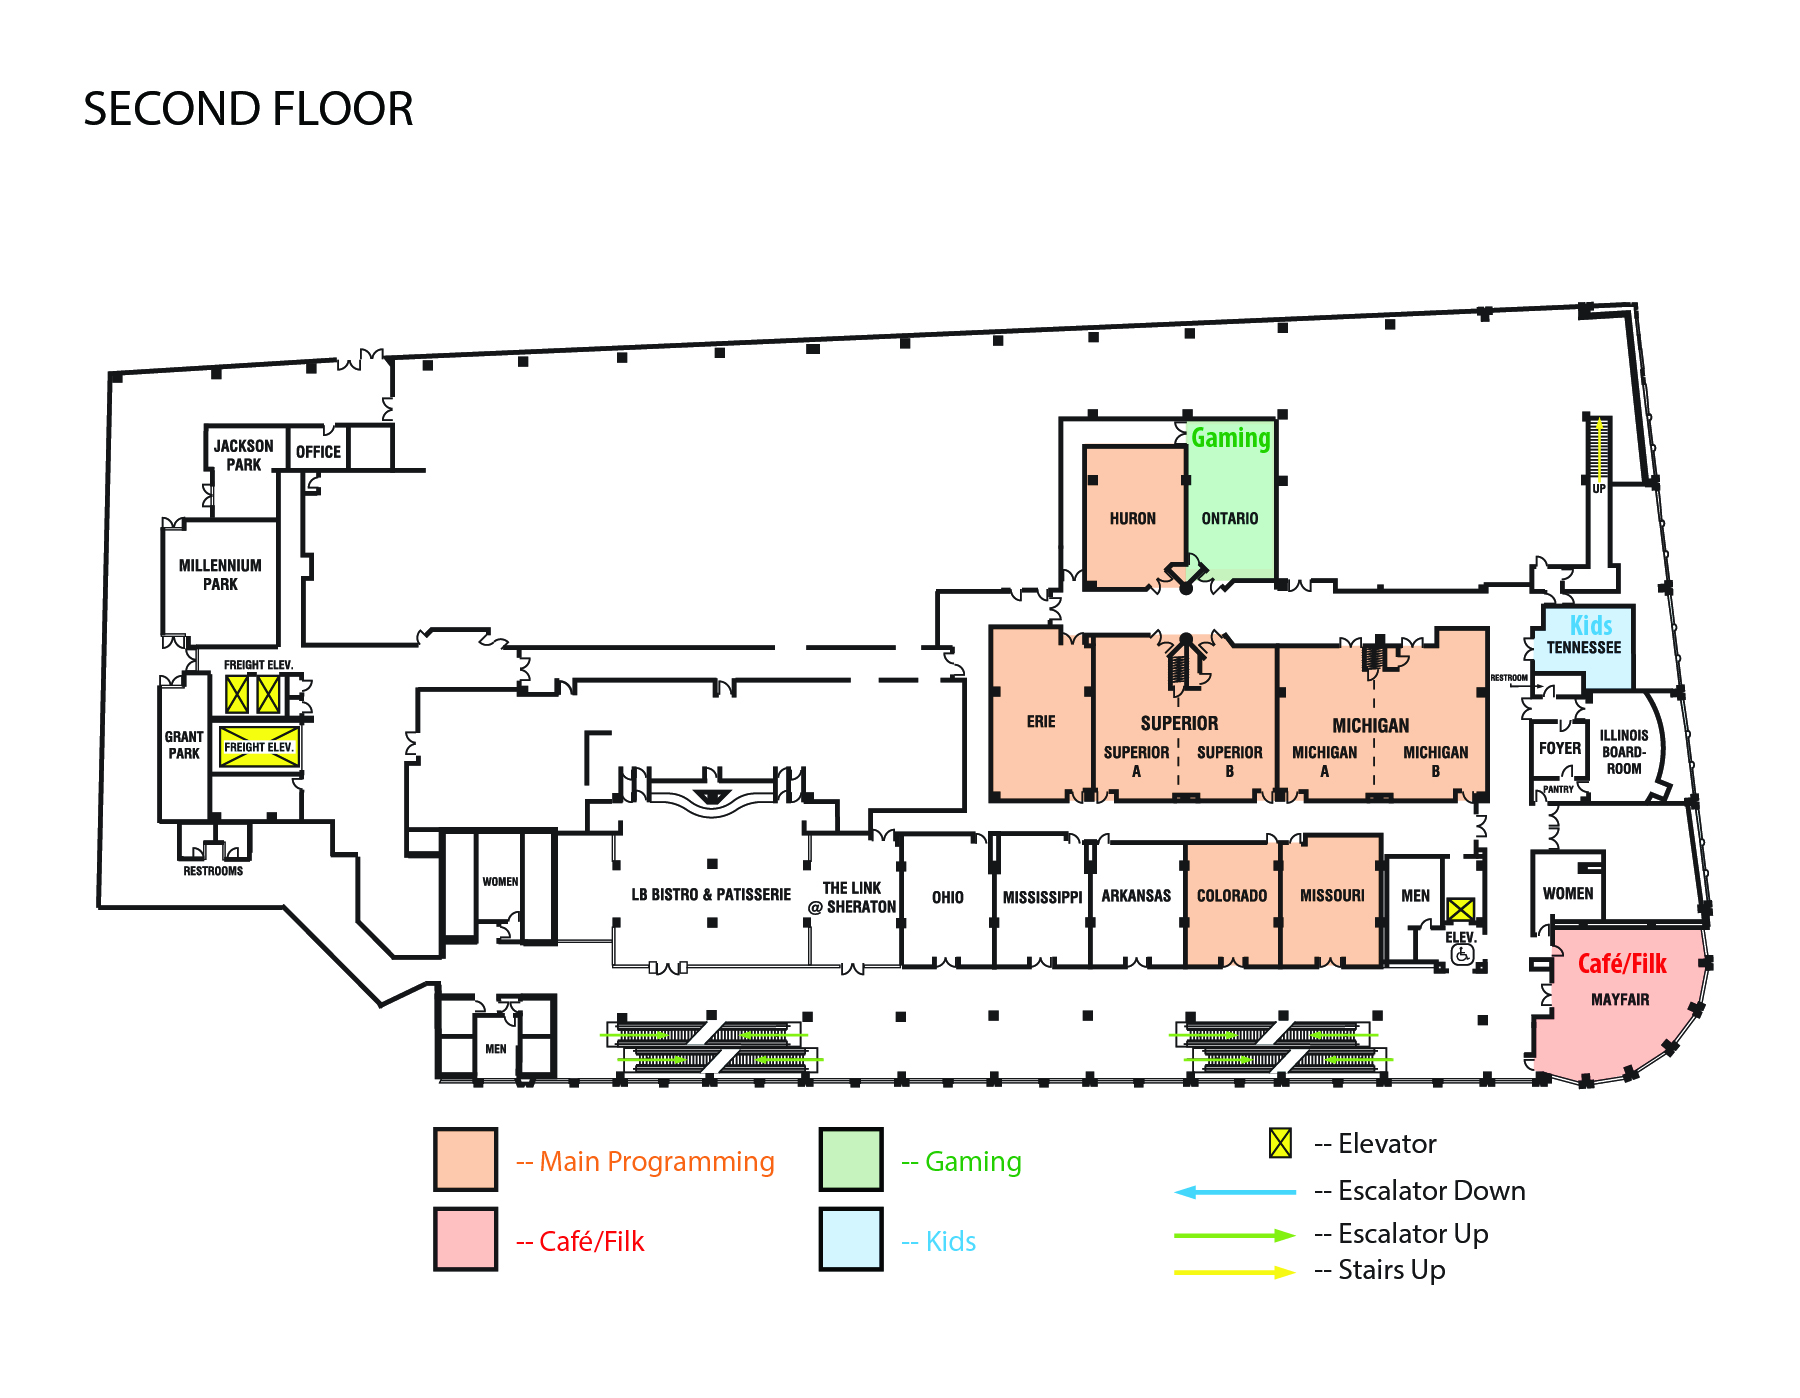 SECOND FLOOR
JACKSON
PARK
OFFICE
MILLENNIUM
PARK
FREIGHT ELEV.
GRANT
PARK
FREIGHT ELEV.
RESTROOMS
Gaming
HURON
ONTARIO
UP
Kids
TENNESSEE
RESTROOM
ERIE
SUPERIOR
SUPERIOR
A
SUPERIOR
B
MICHIGAN
MICHIGAN
A
MICHIGAN
B
FOYER
ILLINOIS
BOARD-
ROOM
PANTRY
WOMEN
LB BISTRO & PATISSERIE
THE LINK
@ SHERATON
OHIO
MISSISSIPPI
ARKANSAS
COLORADO
MISSOURI
MEN
ELEV.
WOMEN
Café/Filk
MAYFAIR
MEN
-- Main Programming
-- Gaming
-- Café/Filk
-- Kids
-- Elevator
-- Escalator Down
-- Escalator Up
-- Stairs Up